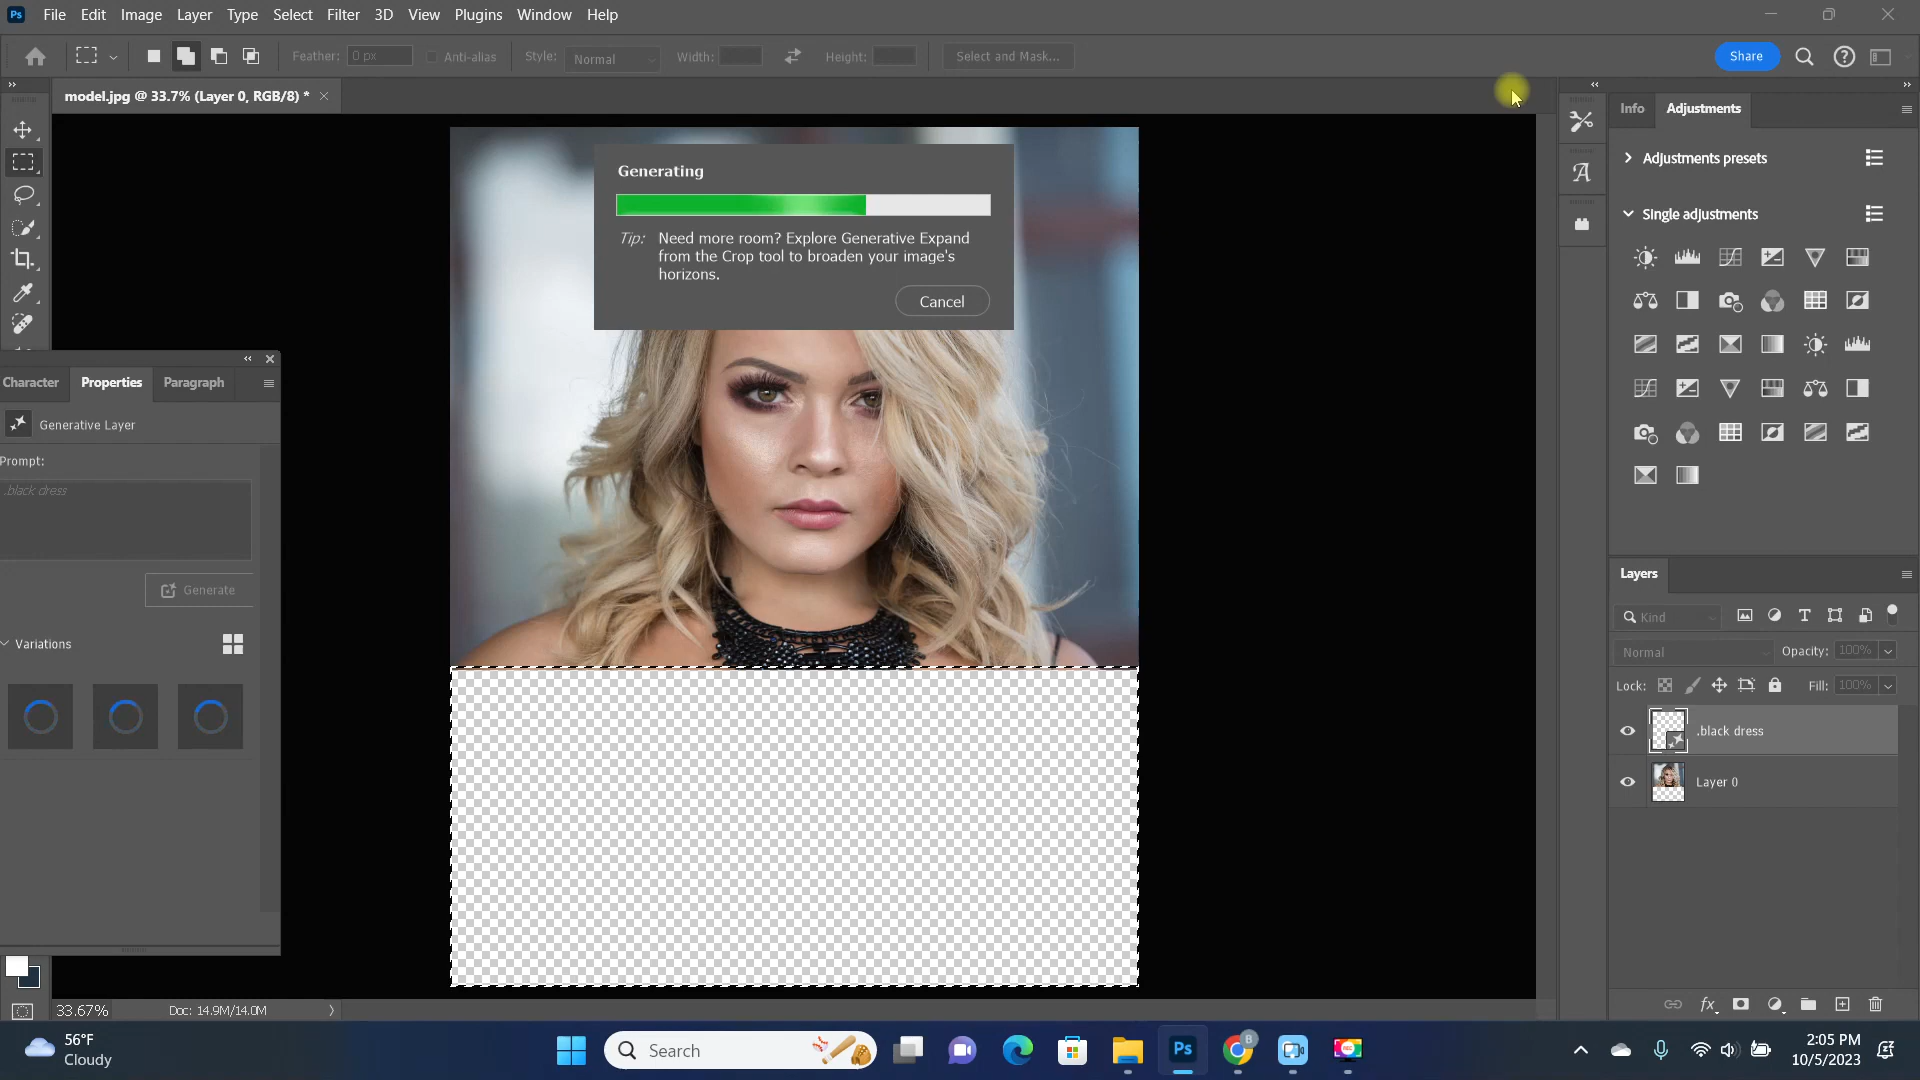 Ps File Edit Image Layer Type Select Filter 3D View Plugins Window Help
Feather: 0 px Anti-alias Style: Normal Width: Height: Select and Mask... Share
model.jpg @ 33.7% (Layer 0, RGB/8) *
Info Adjustments
Adjustments presets
Single adjustments
Generating
Tip: Need more room? Explore Generative Expand
from the Crop tool to broaden your image's
horizons.
Cancel
Character Properties Paragraph
Generative Layer
Prompt:
.black dress
Generate
Variations
Layers
Kind
Normal Opacity: 100%
Lock: Fill: 100%
.black dress
Layer 0
fx
33.67% Doc: 14.9M/14.0M
56°F
Cloudy
Search
Ps
B
REC
2:05 PM
10/5/2023